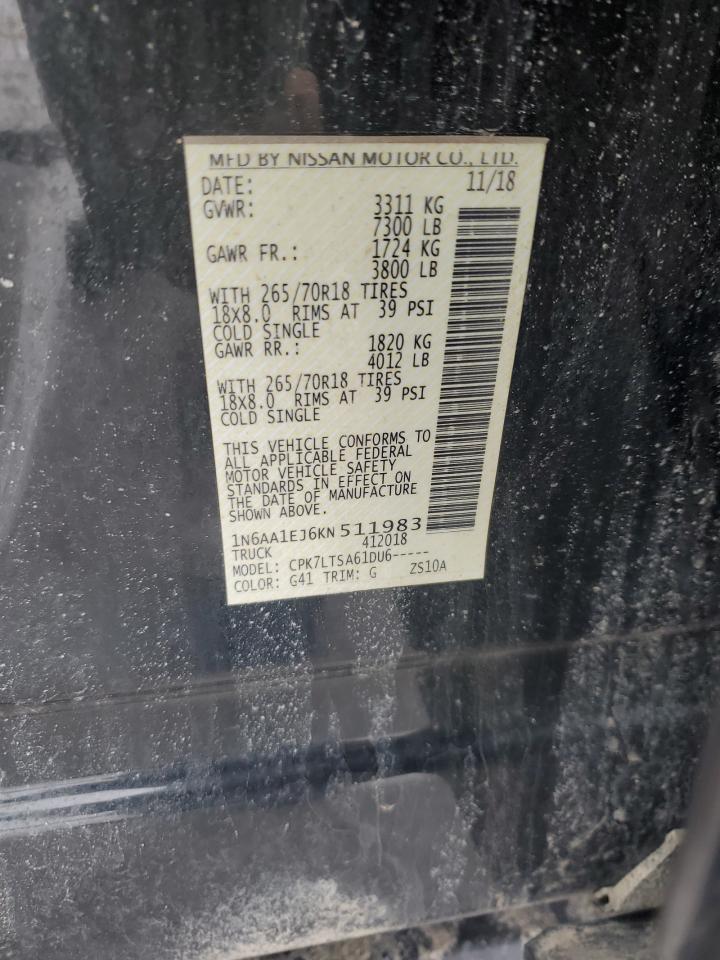 MFD BY NISSAN MOTOR CO., LTD.
DATE: 11/18
GVWR: 3311 KG
7300 LB
GAWR FR.: 1724 KG
3800 LB
WITH 265/70R18 TIRES
18X8.0 RIMS AT 39 PSI
COLD SINGLE
GAWR RR.: 1820 KG
4012 LB
WITH 265/70R18 TIRES
18X8.0 RIMS AT 39 PSI
COLD SINGLE
THIS VEHICLE CONFORMS TO
ALL APPLICABLE FEDERAL
MOTOR VEHICLE SAFETY
STANDARDS IN EFFECT ON
THE DATE OF MANUFACTURE
SHOWN ABOVE.
1N6AA1EJ6KN511983
TRUCK 412018
MODEL: CPK7LTSA61DU6-----
COLOR: G41 TRIM: G ZS10A